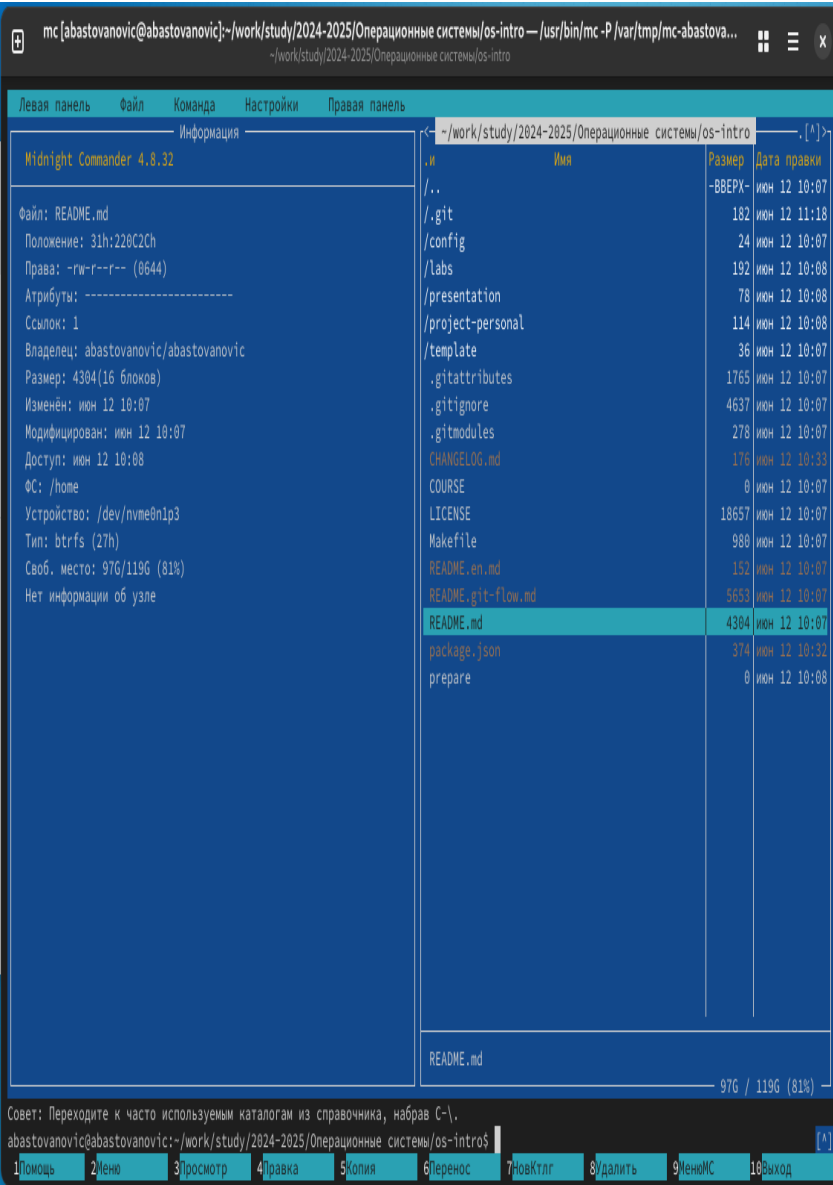 mc [abastovanovic@abastovanovic]:~/work/study/2024-2025/Операционные системы/os-intro — /usr/bin/mc -P /var/tmp/mc-abastova...
~/work/study/2024-2025/Операционные системы/os-intro
Левая панель Файл Команда Настройки Правая панель
Информация
Midnight Commander 4.8.32
Файл: README.md
Положение: 31h:220C2Ch
Права: -rw-r--r-- (0644)
Атрибуты: -------------------------
Ссылок: 1
Владелец: abastovanovic/abastovanovic
Размер: 4304(16 блоков)
Изменён: июн 12 10:07
Модифицирован: июн 12 10:07
Доступ: июн 12 10:08
ФС: /home
Устройство: /dev/nvme0n1p3
Тип: btrfs (27h)
Своб. место: 97G/119G (81%)
Нет информации об узле
<- ~/work/study/2024-2025/Операционные системы/os-intro .[^]>
.и Имя Размер Дата правки
/.. -ВВЕРХ- июн 12 10:07
/.git 182 июн 12 11:18
/config 24 июн 12 10:07
/labs 192 июн 12 10:08
/presentation 78 июн 12 10:08
/project-personal 114 июн 12 10:08
/template 36 июн 12 10:07
.gitattributes 1765 июн 12 10:07
.gitignore 4637 июн 12 10:07
.gitmodules 278 июн 12 10:07
CHANGELOG.md 176 июн 12 10:33
COURSE 0 июн 12 10:07
LICENSE 18657 июн 12 10:07
Makefile 980 июн 12 10:07
README.en.md 152 июн 12 10:07
README.git-flow.md 5653 июн 12 10:07
README.md 4304 июн 12 10:07
package.json 374 июн 12 10:32
prepare 0 июн 12 10:08
README.md
97G / 119G (81%)
Совет: Переходите к часто используемым каталогам из справочника, набрав C-\.
abastovanovic@abastovanovic:~/work/study/2024-2025/Операционные системы/os-intro$ [^]
1Помощь 2Меню 3Просмотр 4Правка 5Копия 6Перенос 7НовКтлг 8Удалить 9МенюMC 10Выход